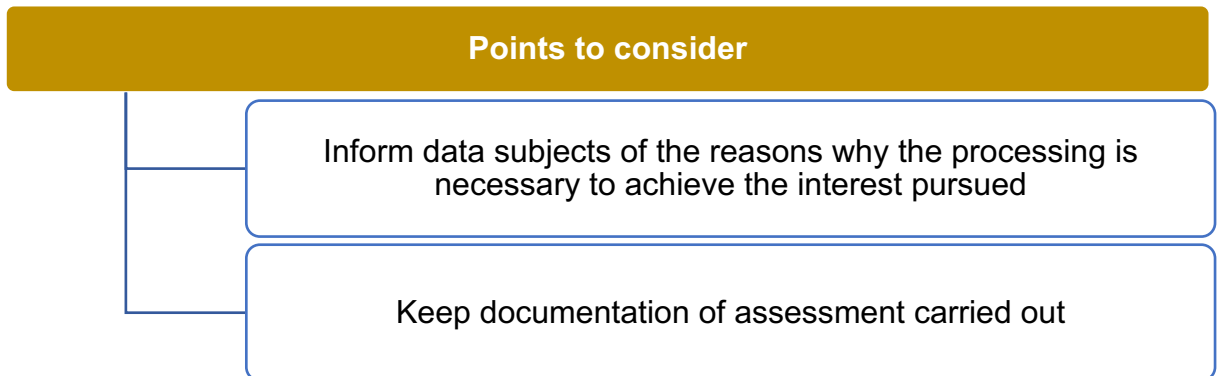 Points to consider
Inform data subjects of the reasons why the processing is
necessary to achieve the interest pursued
Keep documentation of assessment carried out